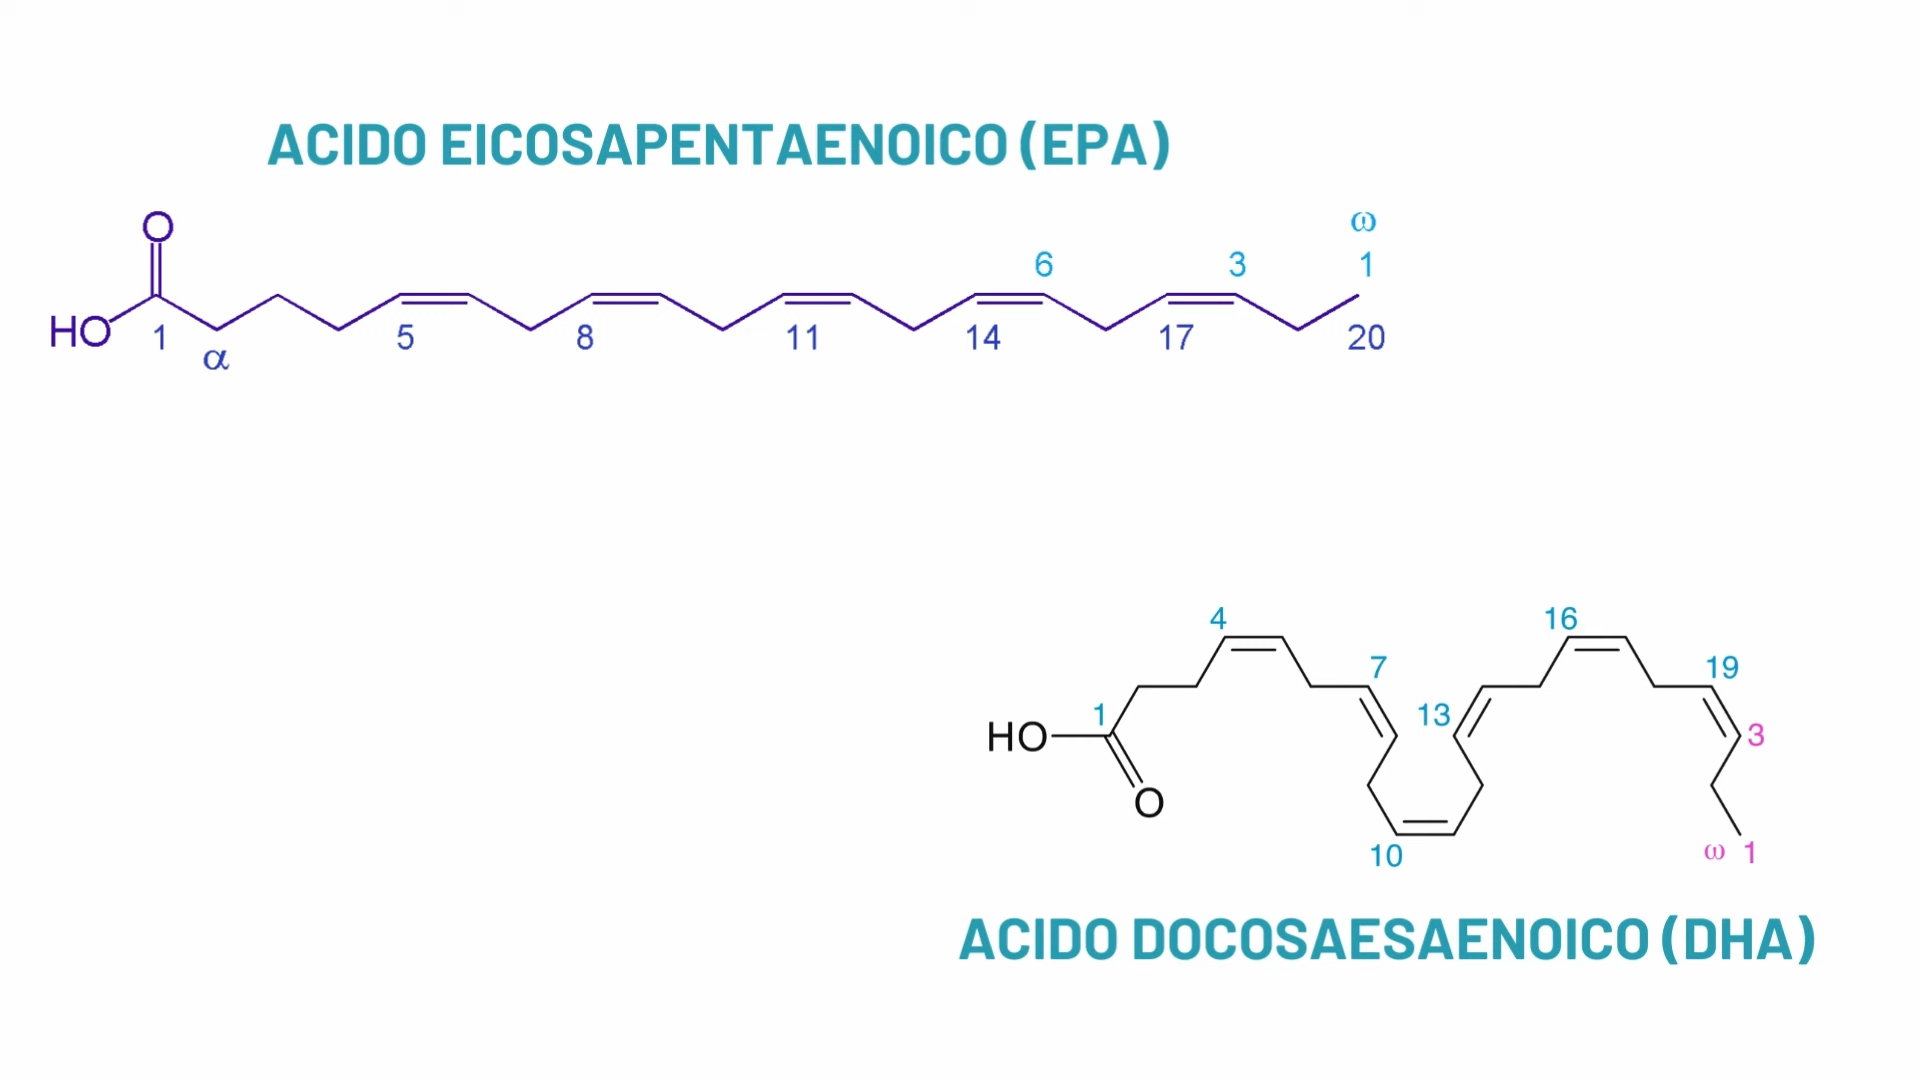 ACIDO EICOSAPENTAENOICO (EPA)
ω
O
6 3 1
HO 1 5 8 11 14 17 20
α
4 16
7 19
1 13
HO 3
O
10 ω 1
ACIDO DOCOSAESAENOICO (DHA)